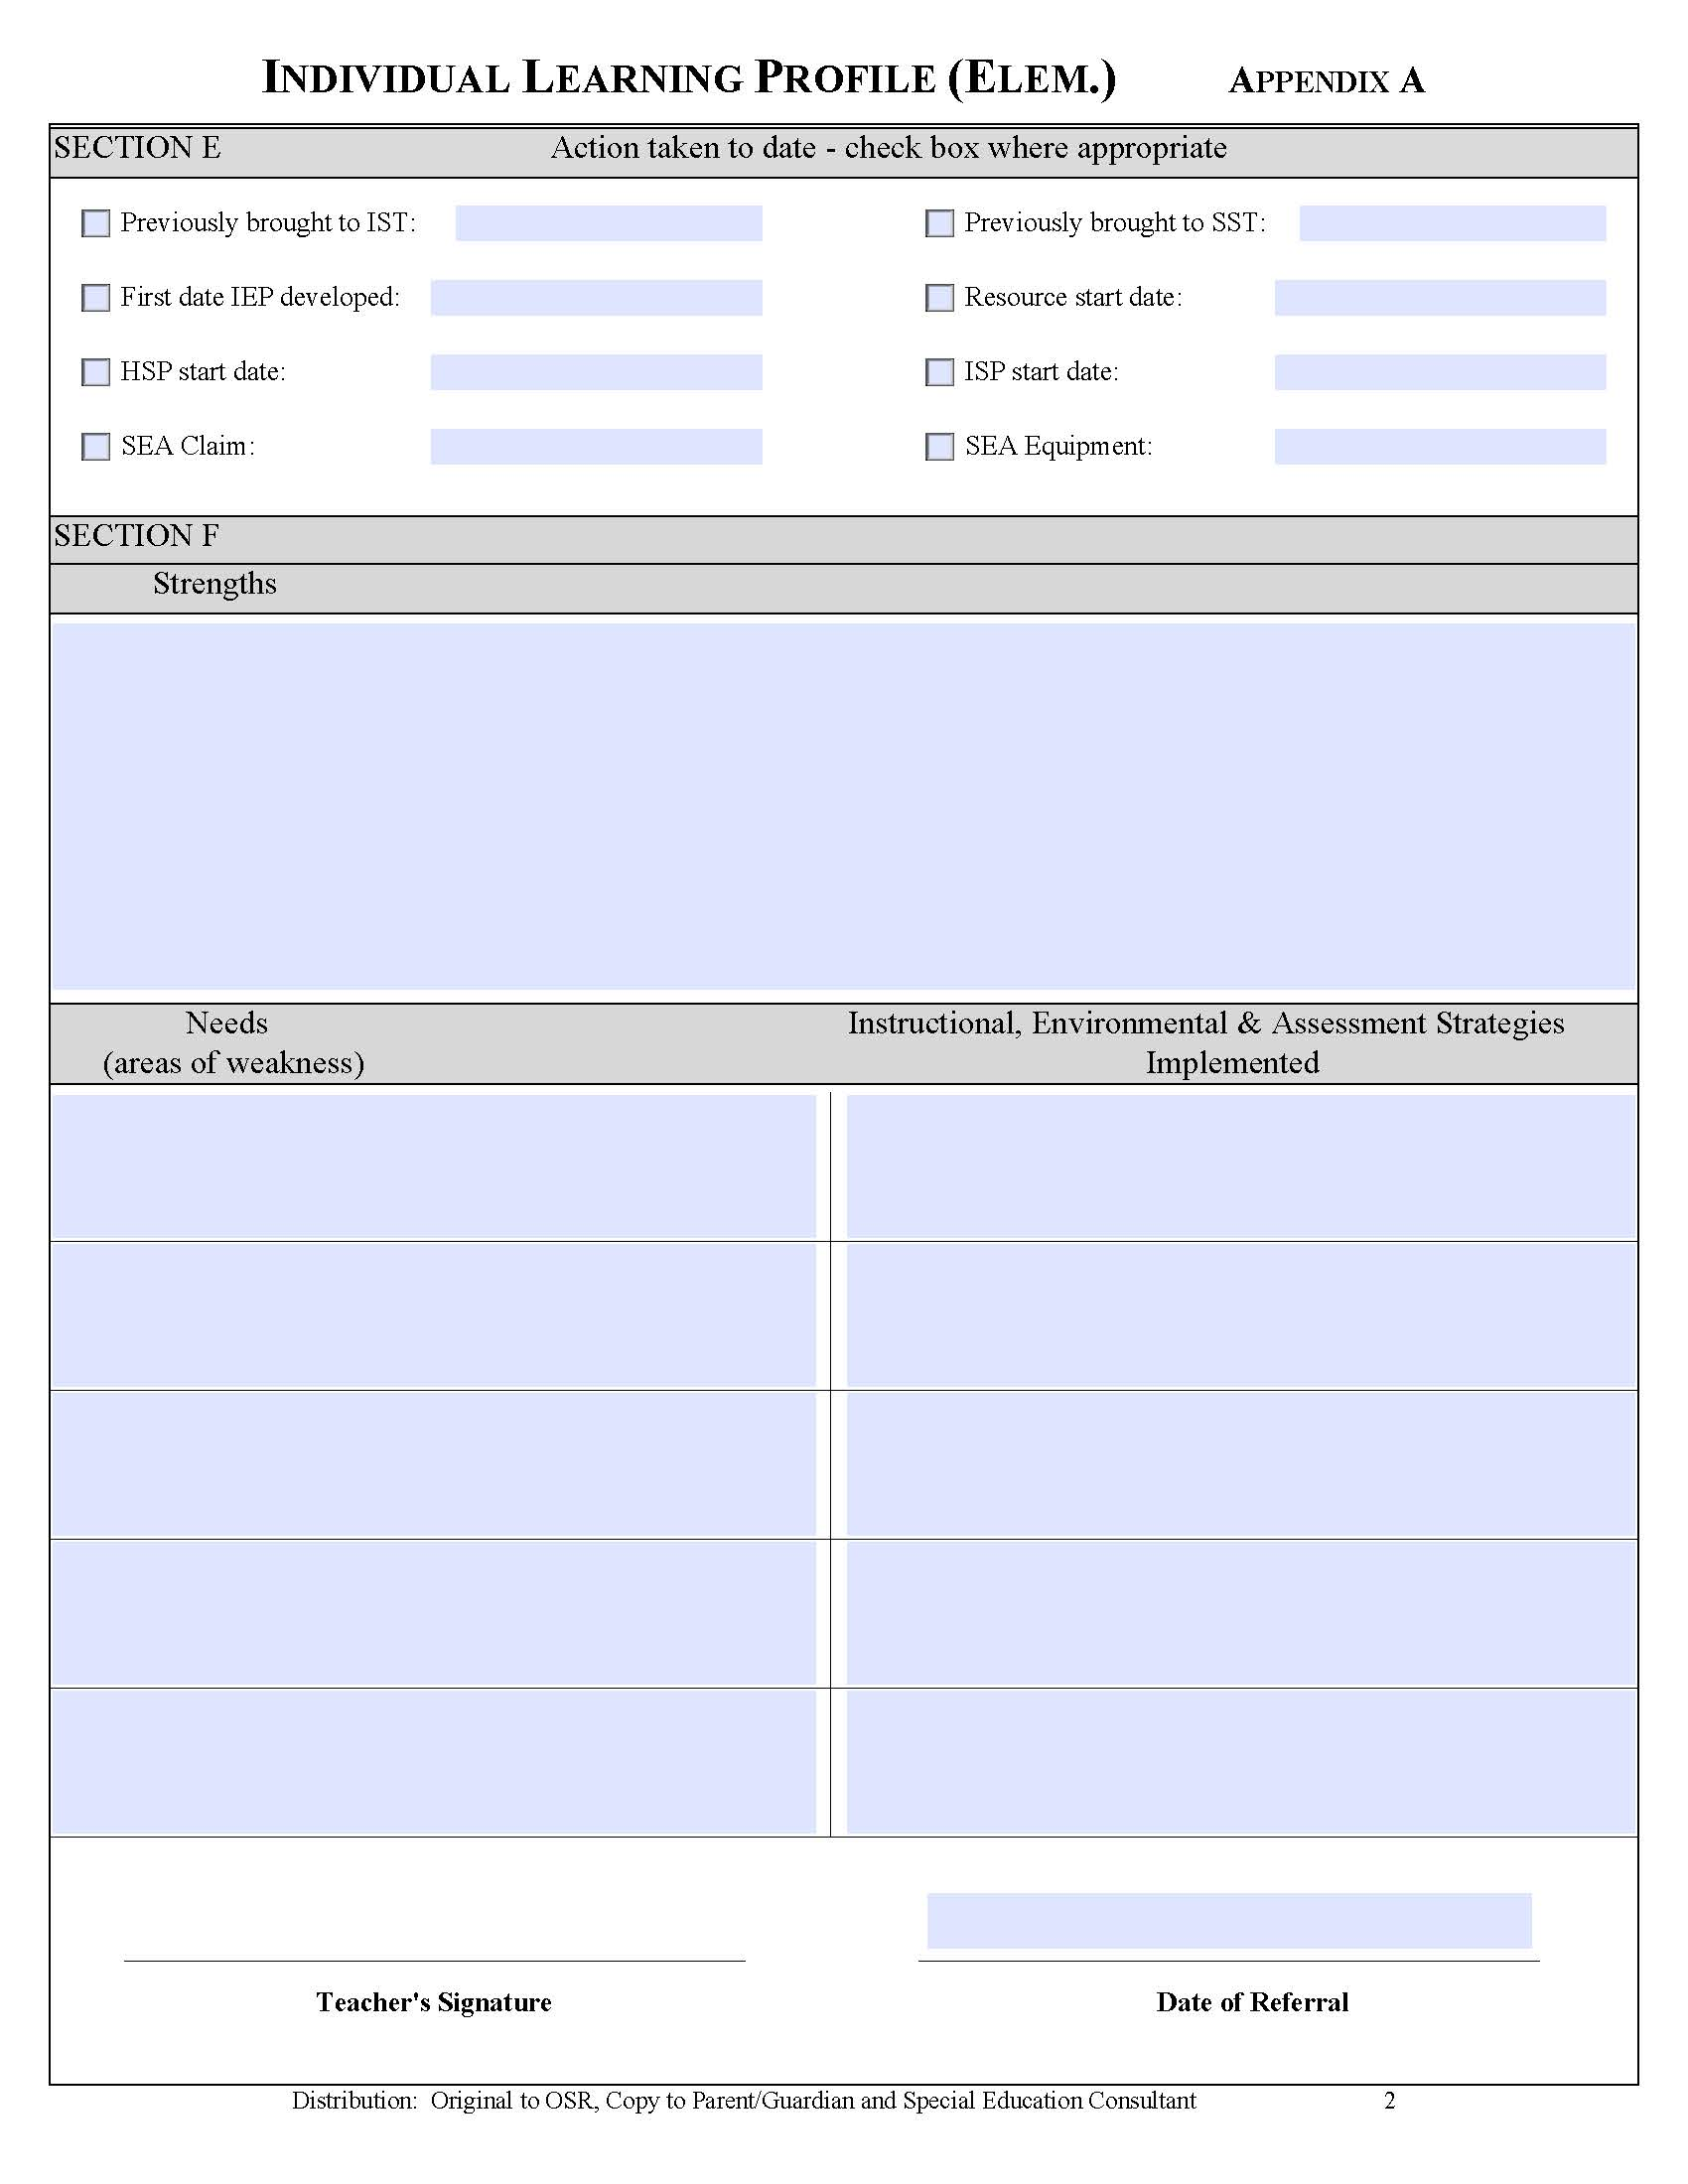 INDIVIDUAL LEARNING PROFILE (ELEM.) APPENDIX A
SECTION E Action taken to date - check box where appropriate
Previously brought to IST: Previously brought to SST:
First date IEP developed: Resource start date:
HSP start date: ISP start date:
SEA Claim: SEA Equipment:
SECTION F
Strengths
Needs Instructional, Environmental & Assessment Strategies
(areas of weakness) Implemented
Teacher's Signature Date of Referral
Distribution: Original to OSR, Copy to Parent/Guardian and Special Education Consultant 2